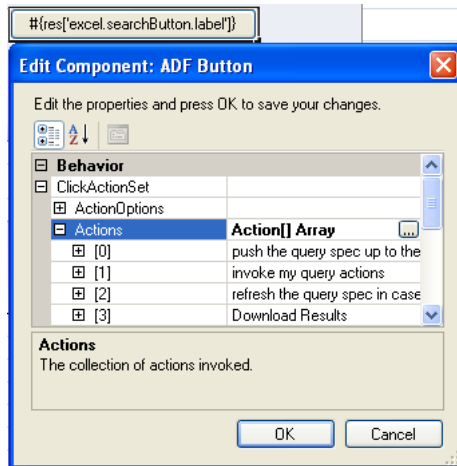 #{res['excel.searchButton.label']}
Edit Component: ADF Button
Edit the properties and press OK to save your changes.
Behavior
ClickActionSet
ActionOptions
Actions Action[] Array ...
[0] push the query spec up to the
[1] invoke my query actions
[2] refresh the query spec in case
[3] Download Results
Actions
The collection of actions invoked.
OK Cancel